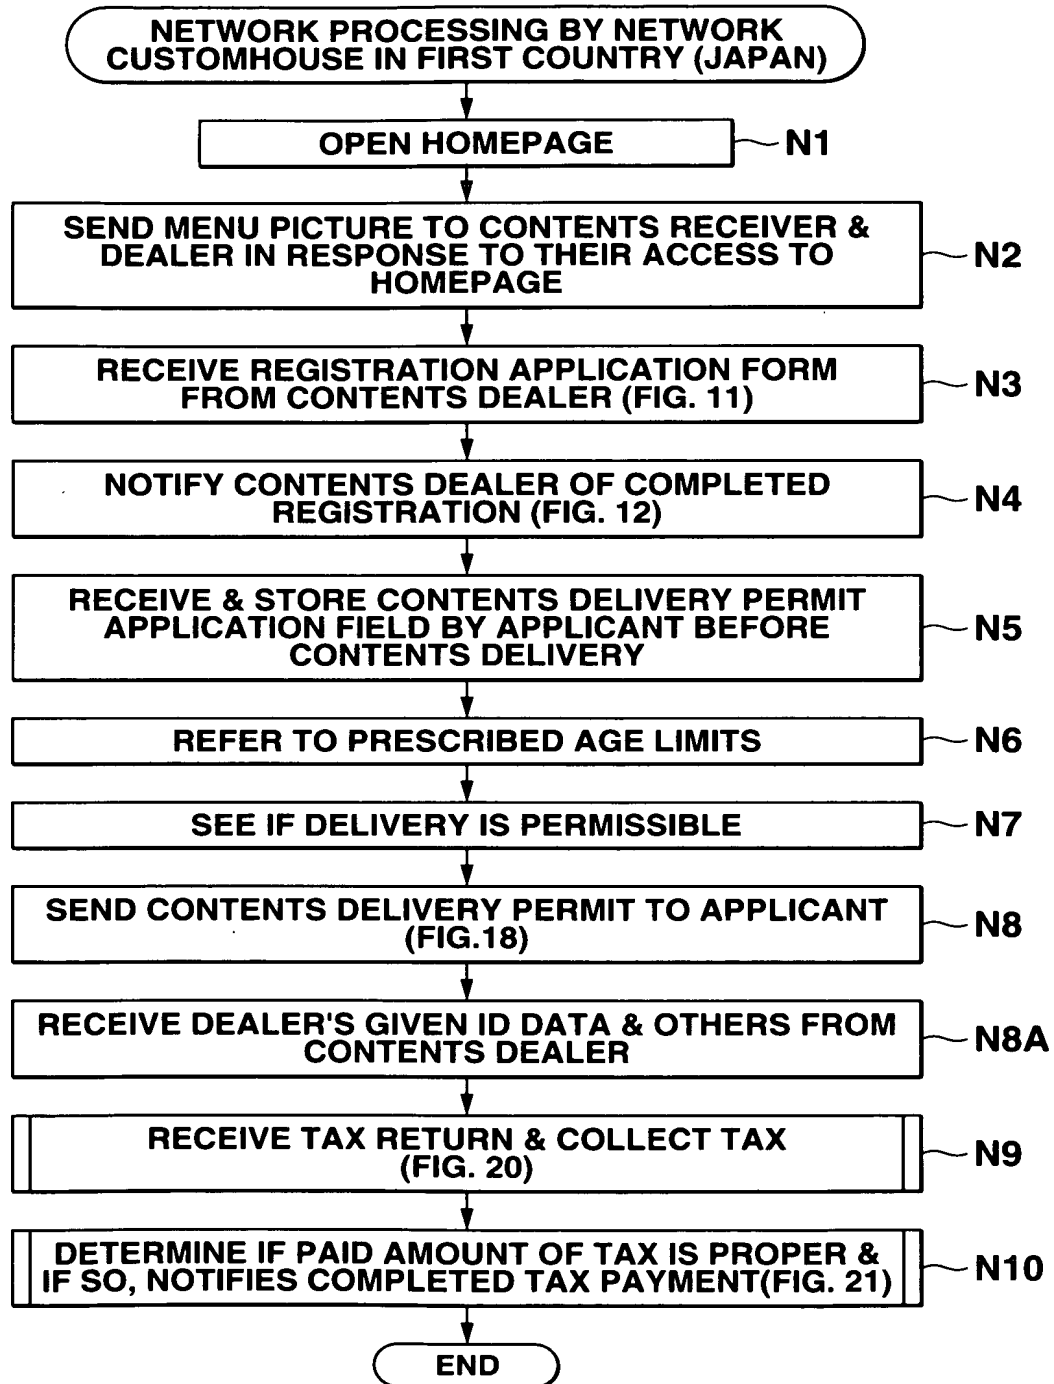 NETWORK PROCESSING BY NETWORK
CUSTOMHOUSE IN FIRST COUNTRY (JAPAN)
OPEN HOMEPAGE
N1
SEND MENU PICTURE TO CONTENTS RECEIVER &
DEALER IN RESPONSE TO THEIR ACCESS TO
HOMEPAGE
N2
RECEIVE REGISTRATION APPLICATION FORM
FROM CONTENTS DEALER (FIG. 11)
N3
NOTIFY CONTENTS DEALER OF COMPLETED
REGISTRATION (FIG. 12)
N4
RECEIVE & STORE CONTENTS DELIVERY PERMIT
APPLICATION FIELD BY APPLICANT BEFORE
CONTENTS DELIVERY
N5
REFER TO PRESCRIBED AGE LIMITS
N6
SEE IF DELIVERY IS PERMISSIBLE
N7
SEND CONTENTS DELIVERY PERMIT TO APPLICANT
(FIG.18)
N8
RECEIVE DEALER'S GIVEN ID DATA & OTHERS FROM
CONTENTS DEALER
N8A
RECEIVE TAX RETURN & COLLECT TAX
(FIG. 20)
N9
DETERMINE IF PAID AMOUNT OF TAX IS PROPER &
IF SO, NOTIFIES COMPLETED TAX PAYMENT(FIG. 21)
N10
END